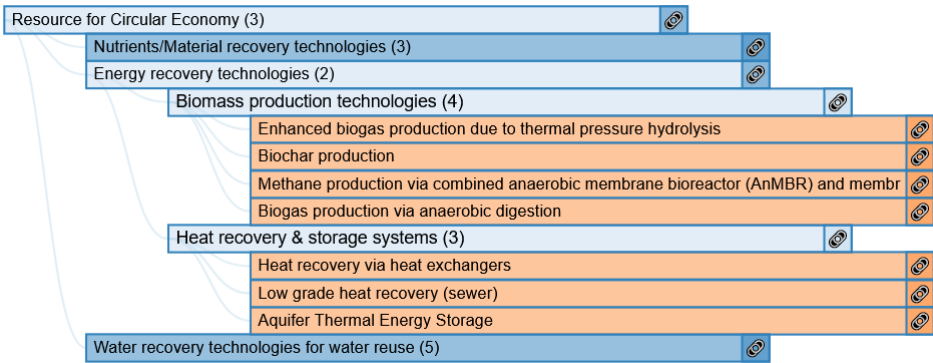 Resource for Circular Economy (3)
Nutrients/Material recovery technologies (3)
Energy recovery technologies (2)
Biomass production technologies (4)
Enhanced biogas production due to thermal pressure hydrolysis
Biochar production
Methane production via combined anaerobic membrane bioreactor (AnMBR) and membr
Biogas production via anaerobic digestion
Heat recovery & storage systems (3)
Heat recovery via heat exchangers
Low grade heat recovery (sewer)
Aquifer Thermal Energy Storage
Water recovery technologies for water reuse (5)